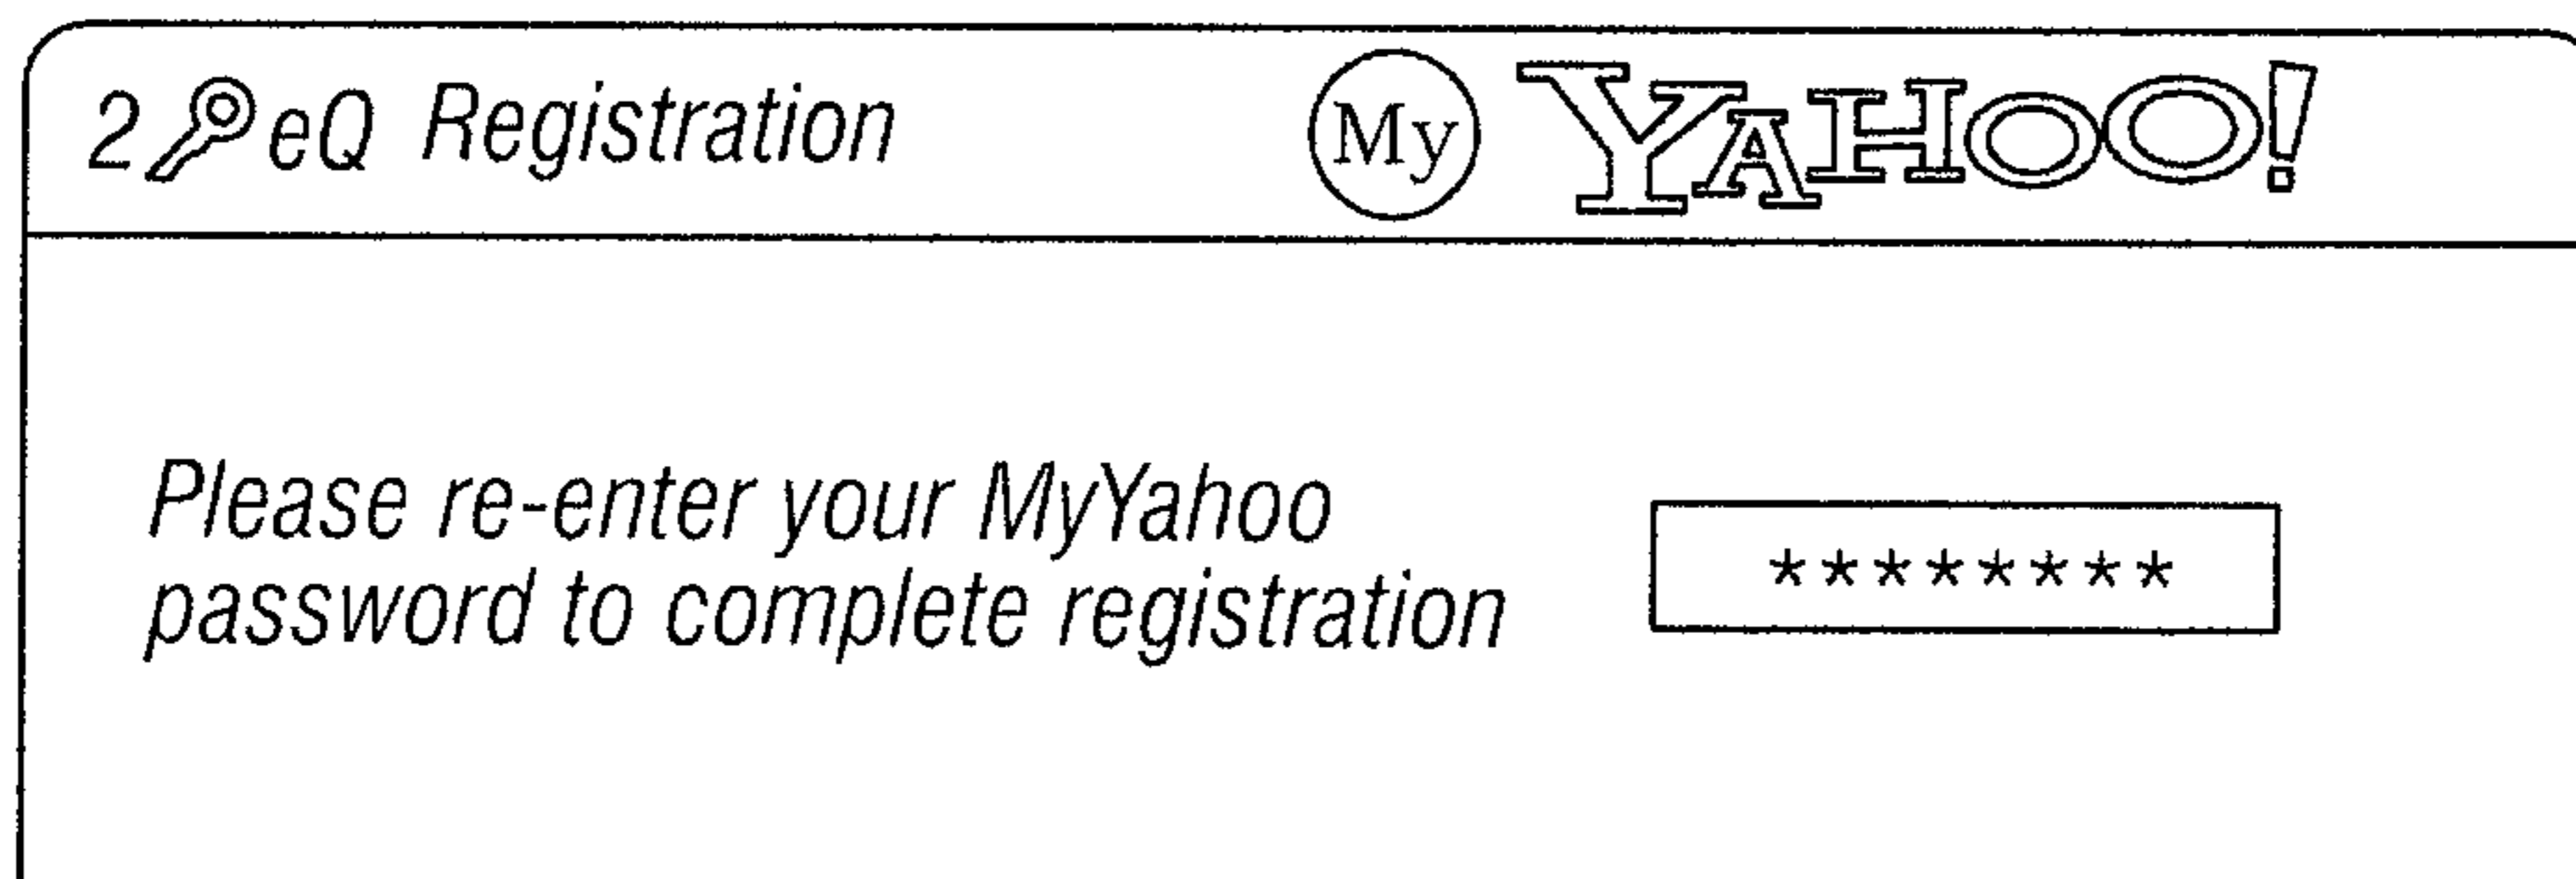 2 eQ Registration
My YAHOO!
Please re-enter your MyYahoo
password to complete registration
********